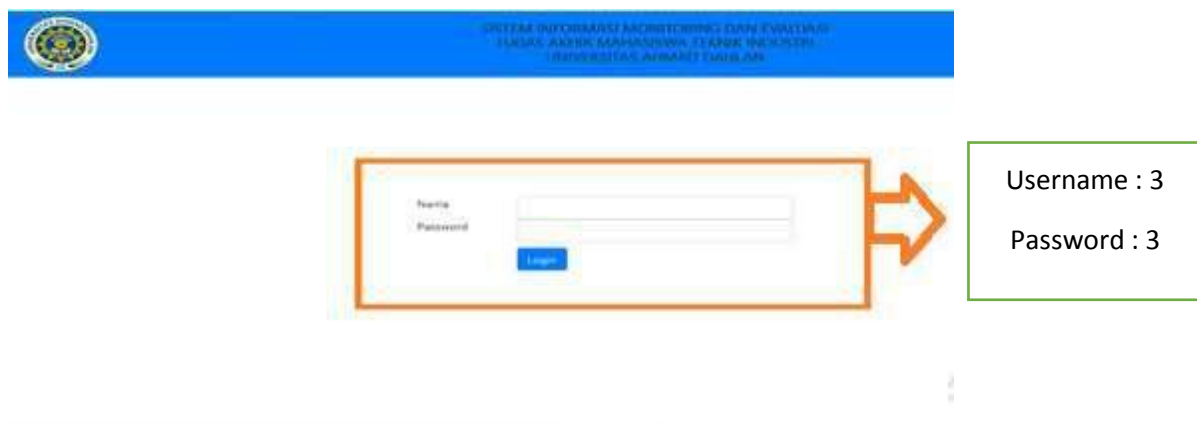 SISTEM INFORMASI MONITORING DAN EVALUASI
TUGAS AKHIR MAHASISWA TEKNIK INDUSTRI
UNIVERSITAS AHMAD DAHLAN
Nama
Password
Login
Username : 3
Password : 3